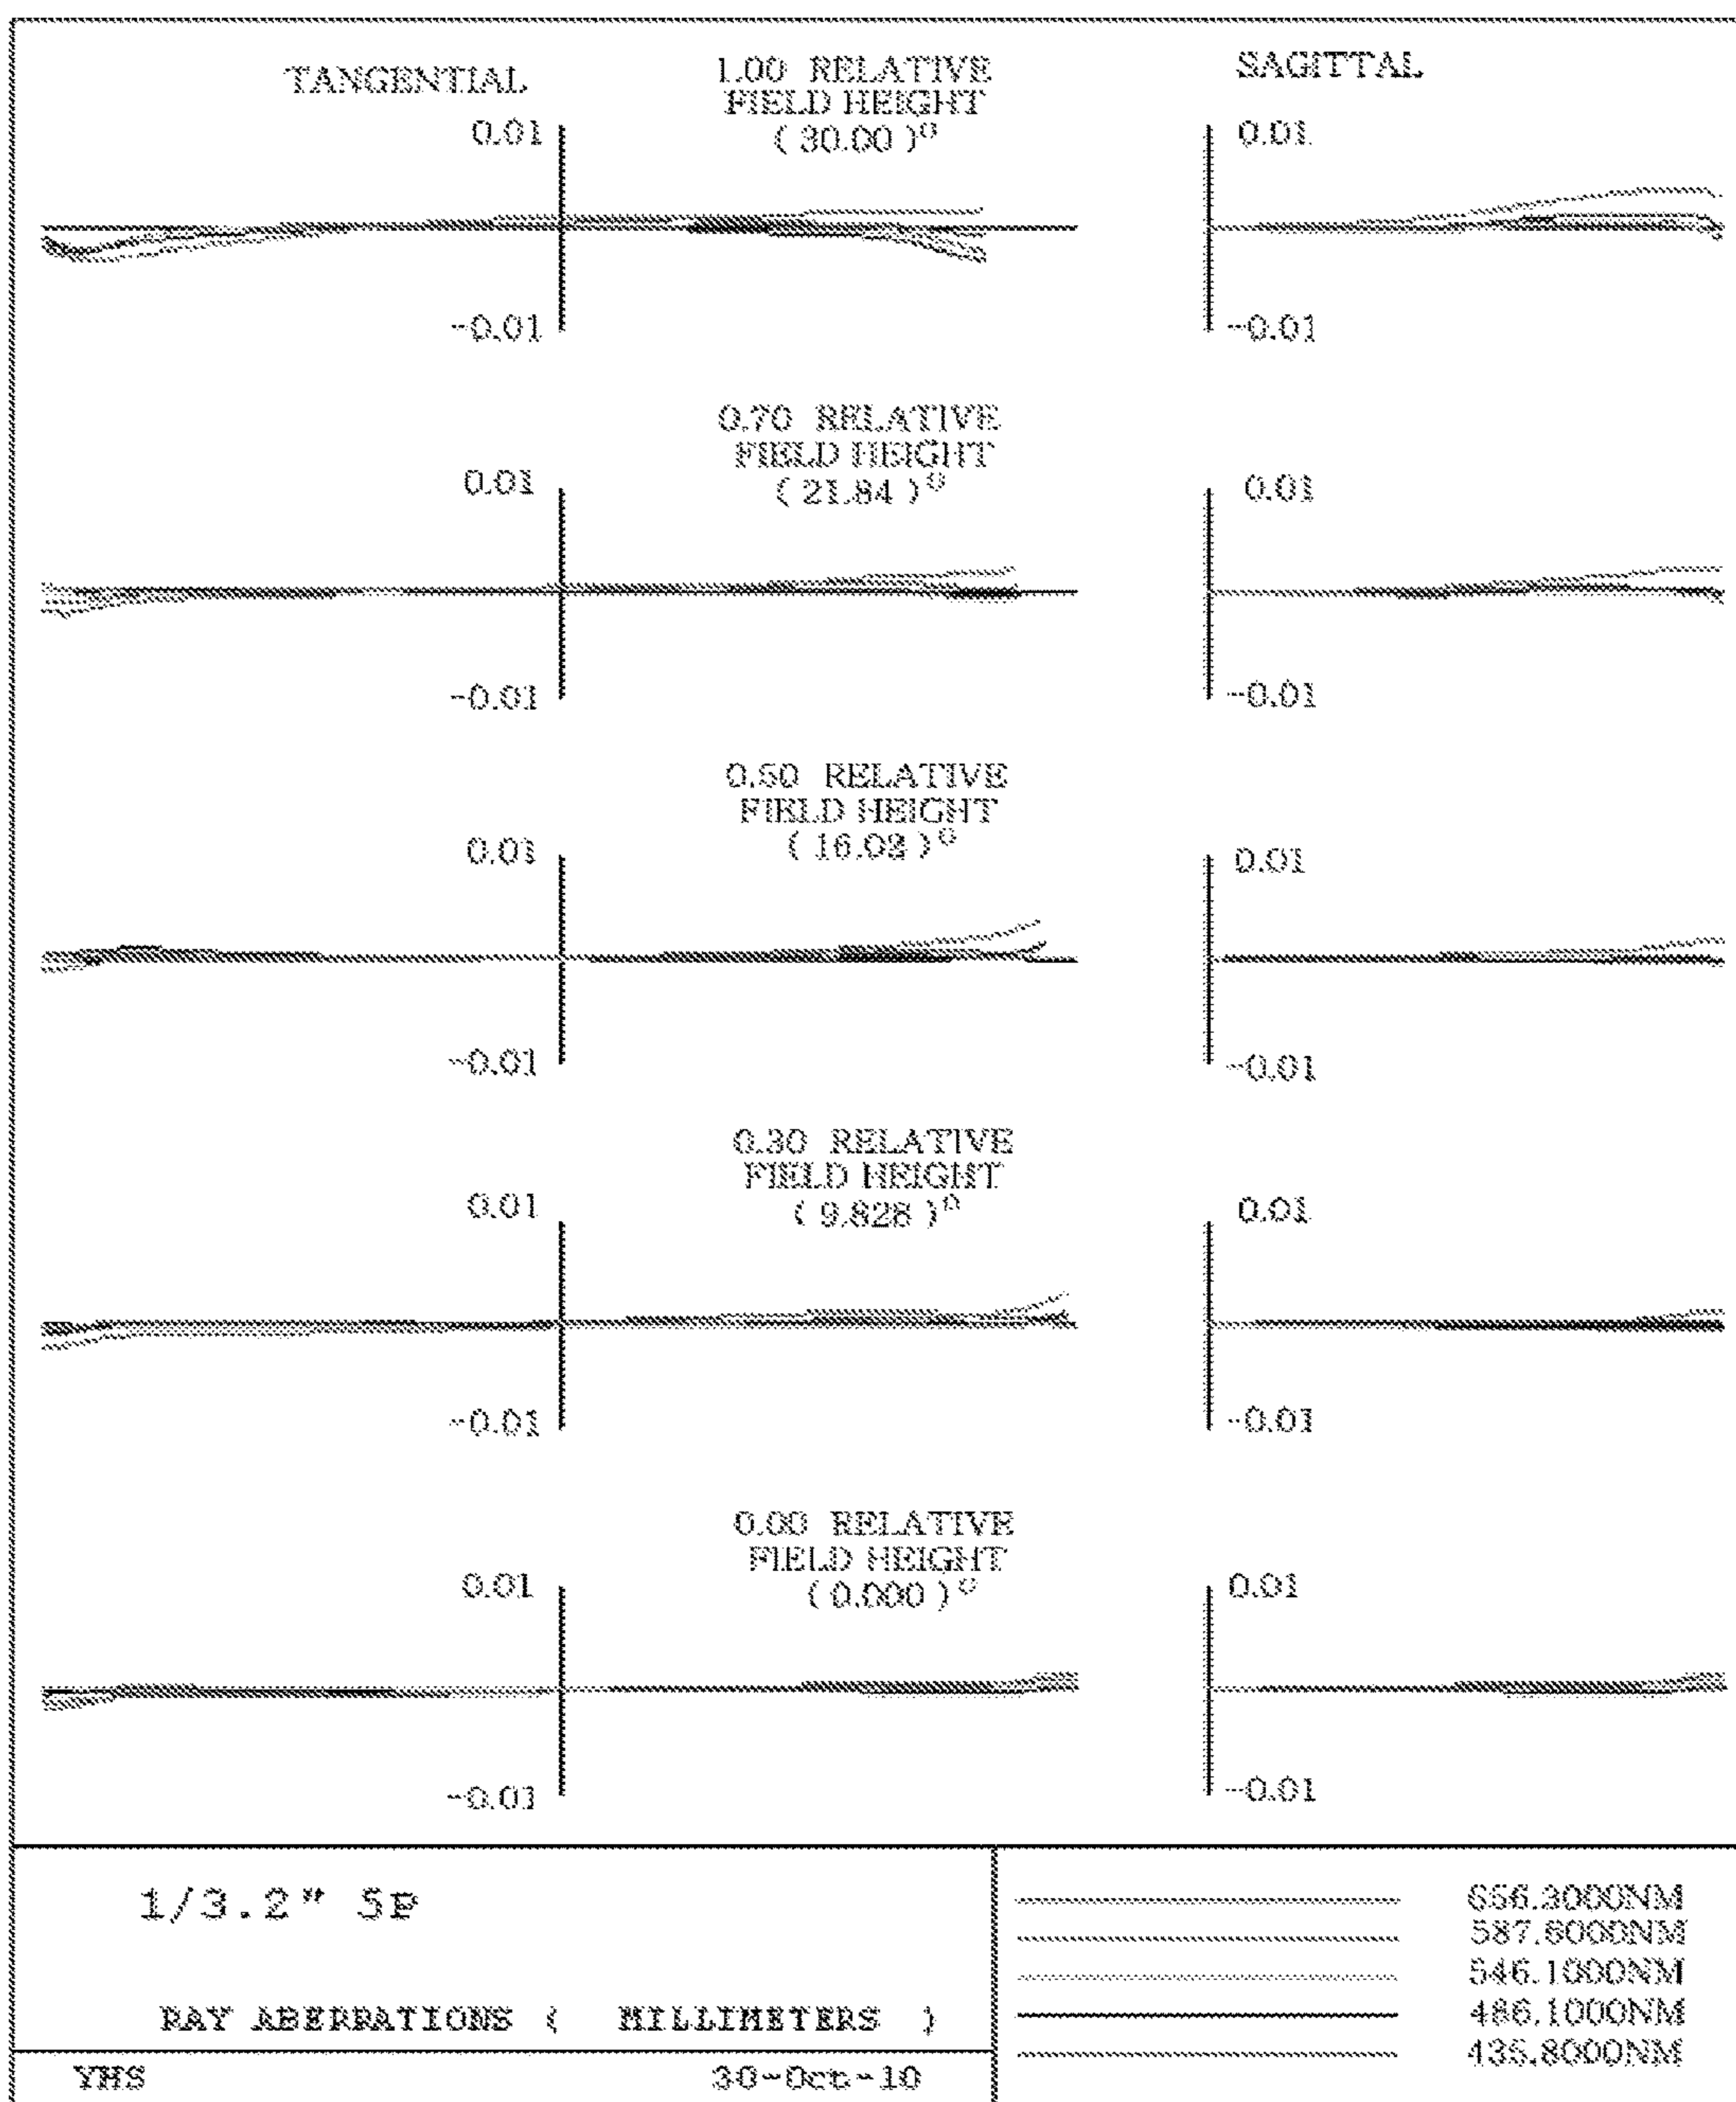 TANGENTIAL
1.00 RELATIVE
FIELD HEIGHT
( 30.00 )º
SAGITTAL
0.01
0.01
-0.01
-0.01
0.70 RELATIVE
FIELD HEIGHT
( 21.84 )º
0.01
0.01
-0.01
-0.01
0.50 RELATIVE
FIELD HEIGHT
( 16.02 )º
0.01
0.01
-0.01
-0.01
0.30 RELATIVE
FIELD HEIGHT
( 9.828 )º
0.01
0.01
-0.01
-0.01
0.00 RELATIVE
FIELD HEIGHT
( 0.000 )º
0.01
0.01
-0.01
-0.01
1/3.2" 5P
RAY ABERRATIONS ( MILLIMETERS )
YHS
30-Oct-10
656.3000NM
587.6000NM
546.1000NM
486.1000NM
435.8000NM